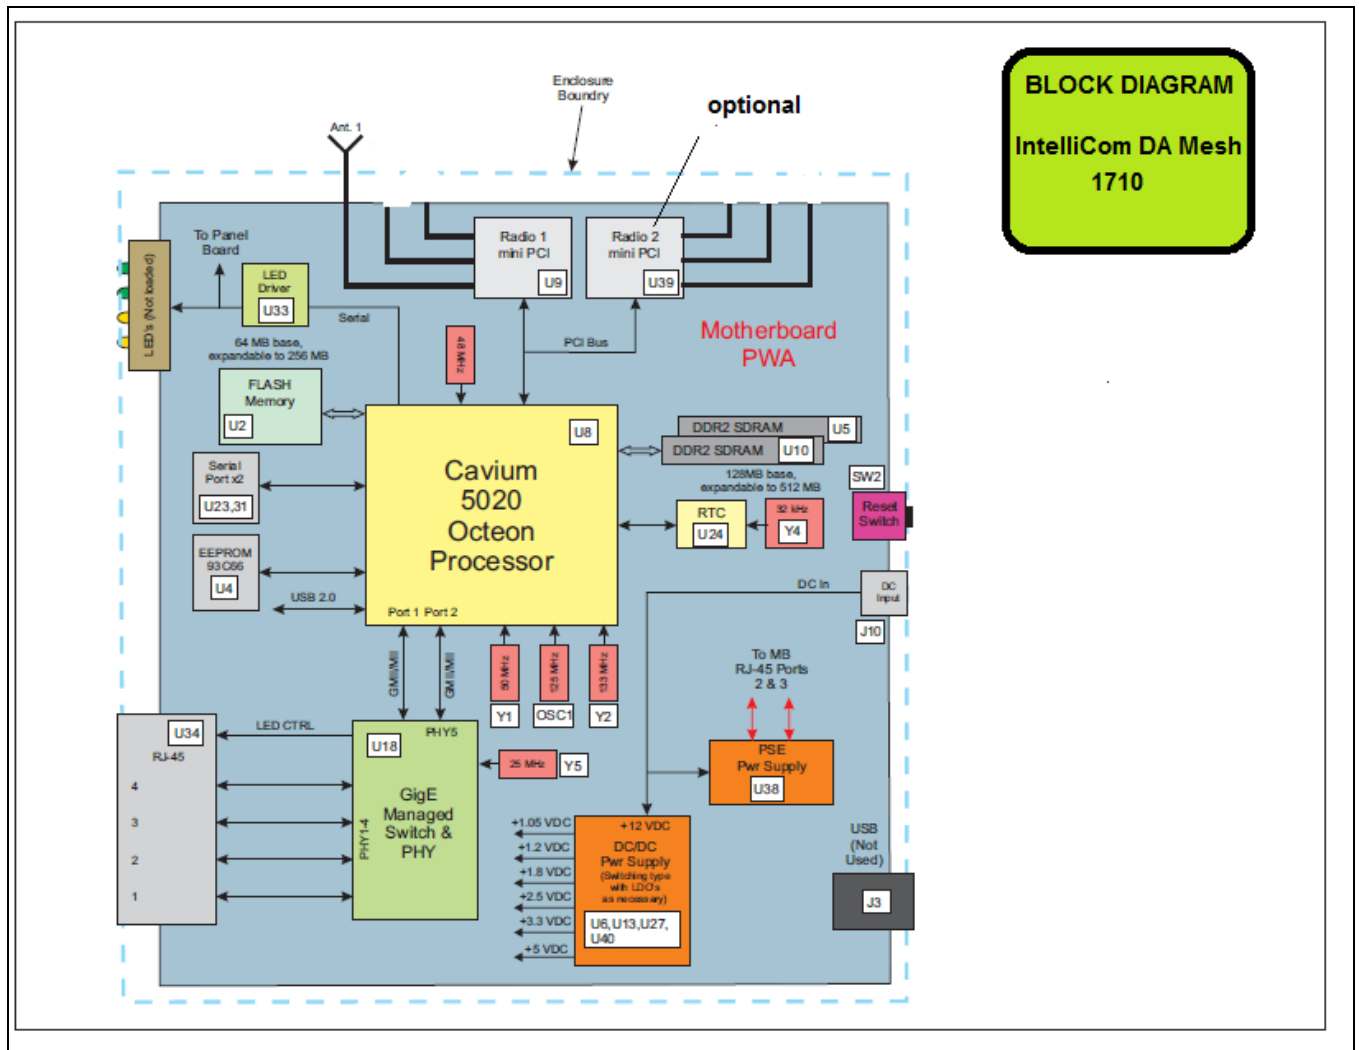 BLOCK DIAGRAM
IntelliCom DA Mesh
1710
Enclosure
Boundry
optional
Ant. 1
To Panel
Board
LED's (Not loaded)
LED
Driver
U33
Serial
Radio 1
mini PCI
U9
Radio 2
mini PCI
U39
PCI Bus
Motherboard
PWA
64 MB base,
expandable to 256 MB
FLASH
Memory
U2
48 MHz
U8
Cavium
5020
Octeon
Processor
Port 1 Port 2
DDR2 SDRAM
U5
DDR2 SDRAM
U10
128MB base,
expandable to 512 MB
Serial
Port x2
U23,31
EEPROM
93C66
U4
USB 2.0
RTC
U24
32 kHz
Y4
SW2
Reset
Switch
DC In
DC
Input
J10
GMII/MII
GMII/MII
50 MHz
Y1
125 MHz
OSC1
133 MHz
Y2
To MB
RJ-45 Ports
2 & 3
PSE
Pwr Supply
U38
U34
RJ-45
4
3
2
1
LED CTRL
PHY5
U18
GigE
Managed
Switch &
PHY
PHY1-4
25 MHz
Y5
+1.05 VDC
+1.2 VDC
+1.8 VDC
+2.5 VDC
+3.3 VDC
+5 VDC
+12 VDC
DC/DC
Pwr Supply
(Switching type
with LDO's
as necessary)
U6,U13,U27,
U40
USB
(Not
Used)
J3